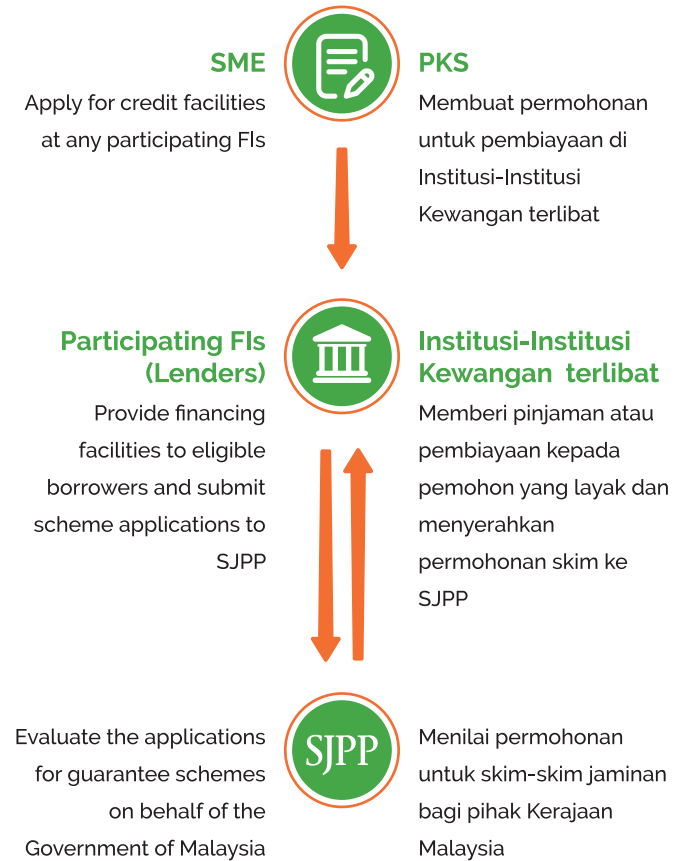 SME
Apply for credit facilities
at any participating FIs
PKS
Membuat permohonan
untuk pembiayaan di
Institusi-Institusi
Kewangan terlibat
Participating FIs
(Lenders)
Provide financing
facilities to eligible
borrowers and submit
scheme applications to
SJPP
Institusi-Institusi
Kewangan terlibat
Memberi pinjaman atau
pembiayaan kepada
pemohon yang layak dan
menyerahkan
permohonan skim ke
SJPP
Evaluate the applications
for guarantee schemes
on behalf of the
Government of Malaysia
SJPP
Menilai permohonan
untuk skim-skim jaminan
bagi pihak Kerajaan
Malaysia